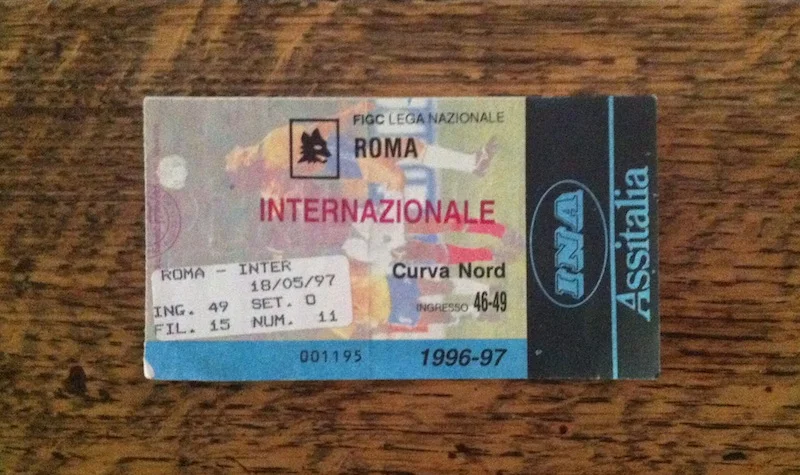 FIGC LEGA NAZIONALE
ROMA
INTERNAZIONALE
ROMA - INTER
18/05/97
ING. 49 SET. 0
FIL. 15 NUM. 11
Curva Nord
INGRESSO 46-49
001195
1996-97
INA
Assitalia